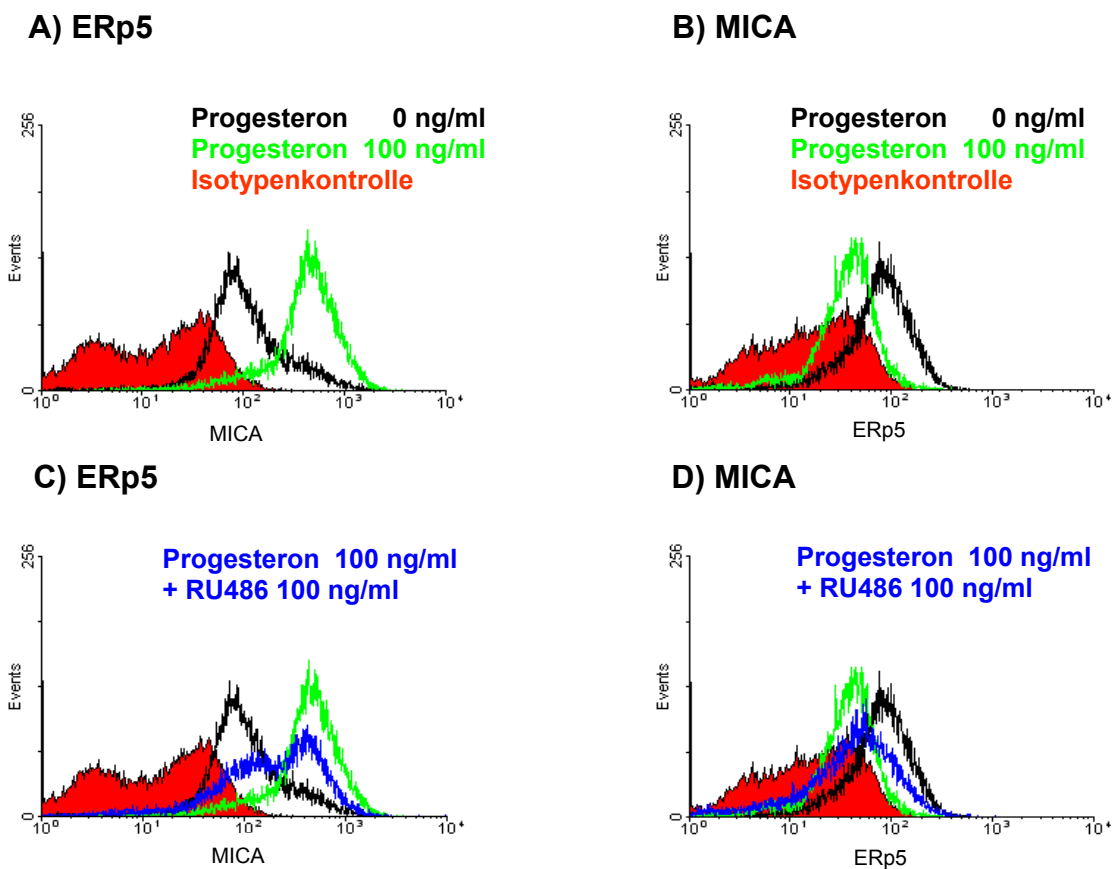 A) ERp5
Progesteron 0 ng/ml
Progesteron 100 ng/ml
Isotypenkontrolle
256
Events
0
10⁰ 10¹ 10² 10³ 10⁴
MICA
B) MICA
Progesteron 0 ng/ml
Progesteron 100 ng/ml
Isotypenkontrolle
256
Events
0
10⁰ 10¹ 10² 10³ 10⁴
ERp5
C) ERp5
Progesteron 100 ng/ml
+ RU486 100 ng/ml
256
Events
0
10⁰ 10¹ 10² 10³ 10⁴
MICA
D) MICA
Progesteron 100 ng/ml
+ RU486 100 ng/ml
256
Events
0
10⁰ 10¹ 10² 10³ 10⁴
ERp5